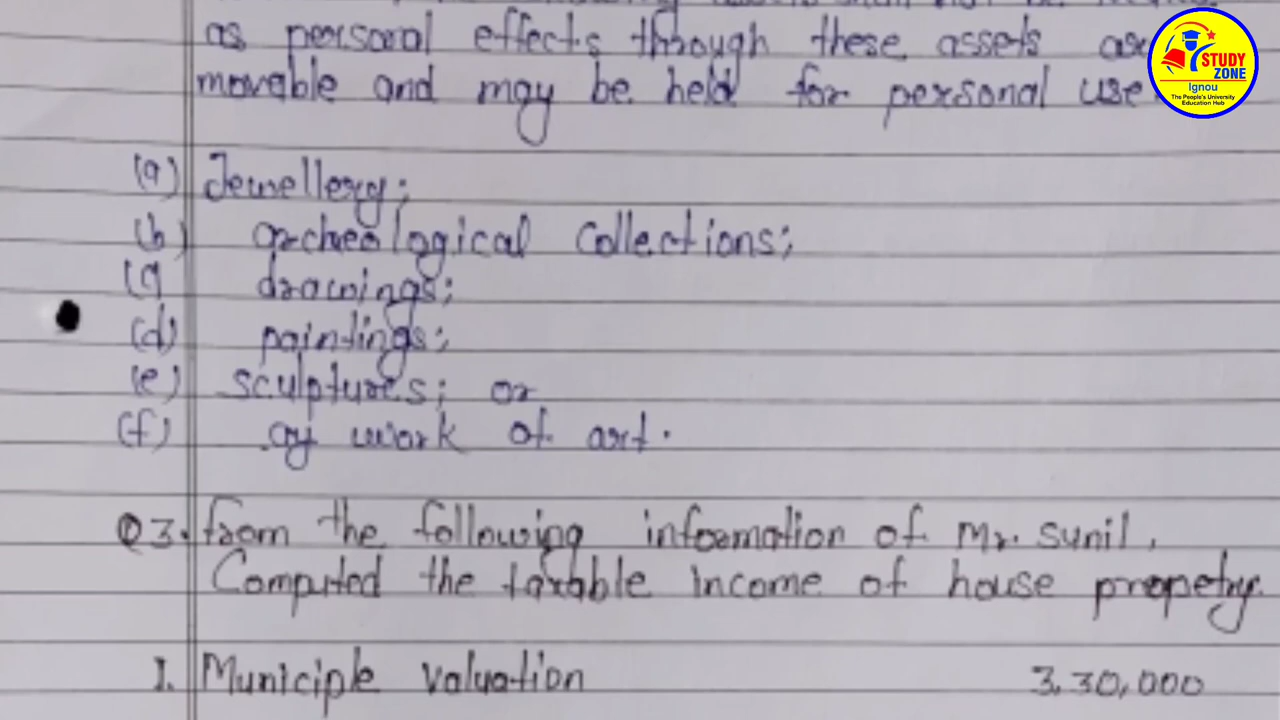 as personal effects through these assets are
movable and may be held for personal use.
(a) Jewellery;
(b) archeological Collections;
(c) drawings;
(d) paintings;
(e) sculptures; or
(f) ay work of art.
Q3. from the following information of Mr. Sunil.
Computed the taxable income of house propetry.
1. Municiple valuation 3,30,000
STUDY
ZONE
Ignou
The People's University
Education Hub